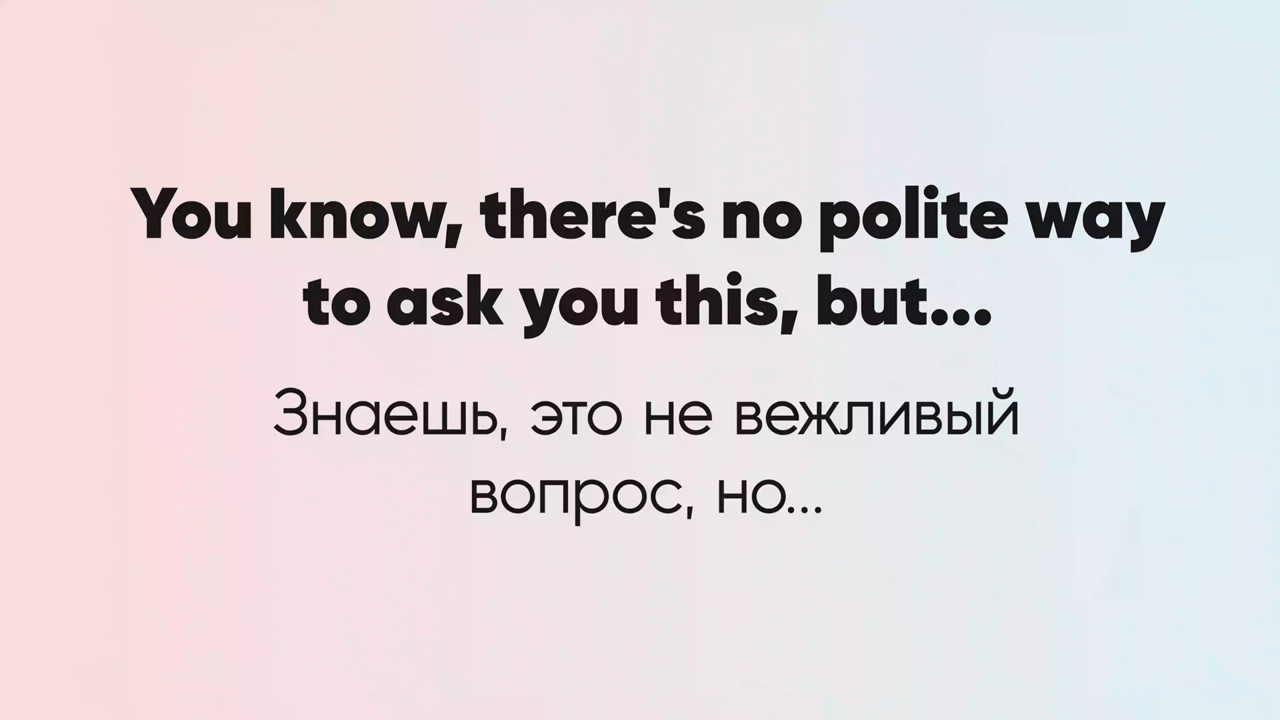 You know, there's no polite way
to ask you this, but...
Знаешь, это не вежливый
вопрос, но...